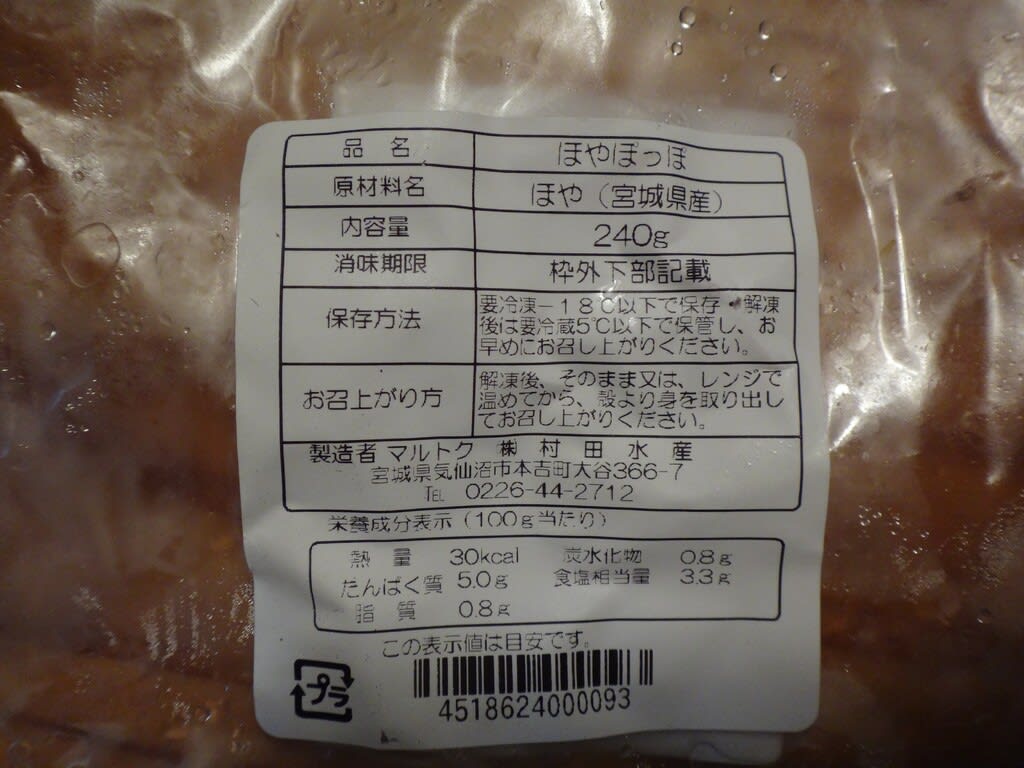 品名 ほやぽっぽ
原材料名 ほや（宮城県産）
内容量 240g
消味期限 枠外下部記載
保存方法 要冷凍－１８℃以下で保存・解凍
後は要冷蔵5℃以下で保管し、お
早めにお召し上がりください。
お召上がり方 解凍後、そのまま又は、レンジで
温めてから、殻より身を取り出し
てお召し上がりください。
製造者 マルトク ㈱ 村田水産
宮城県気仙沼市本吉町大谷366-7
℡ 0226-44-2712
栄養成分表示（100g当たり）
熱量 30kcal 炭水化物 0.8g
たんぱく質 5.0g 食塩相当量 3.3g
脂質 0.8g
この表示値は目安です。
プラ
4518624000093